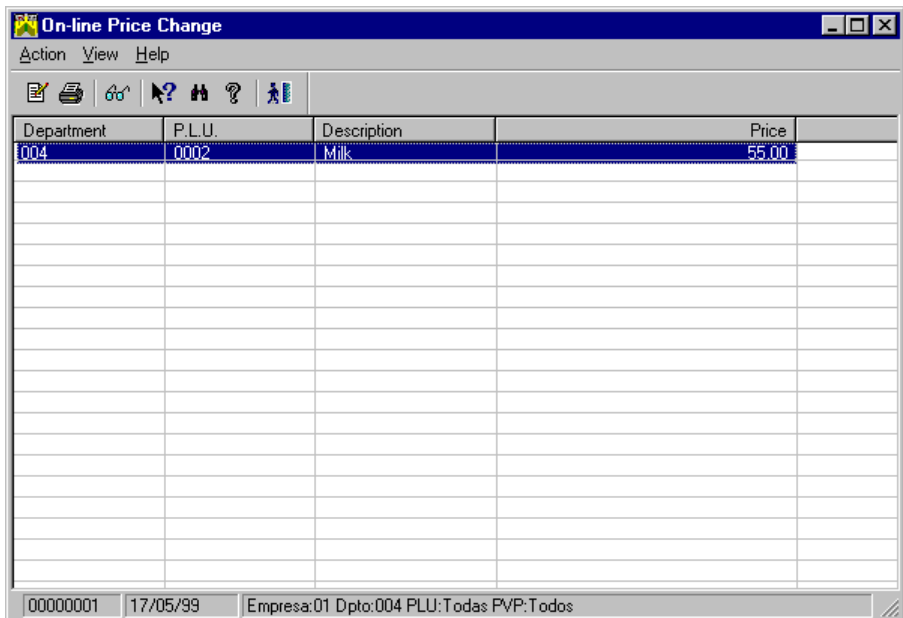 On-line Price Change
Action View Help
Department P.L.U. Description Price
004 0002 Milk 55.00
00000001 17/05/99 Empresa:01 Dpto:004 PLU:Todas PVP:Todos